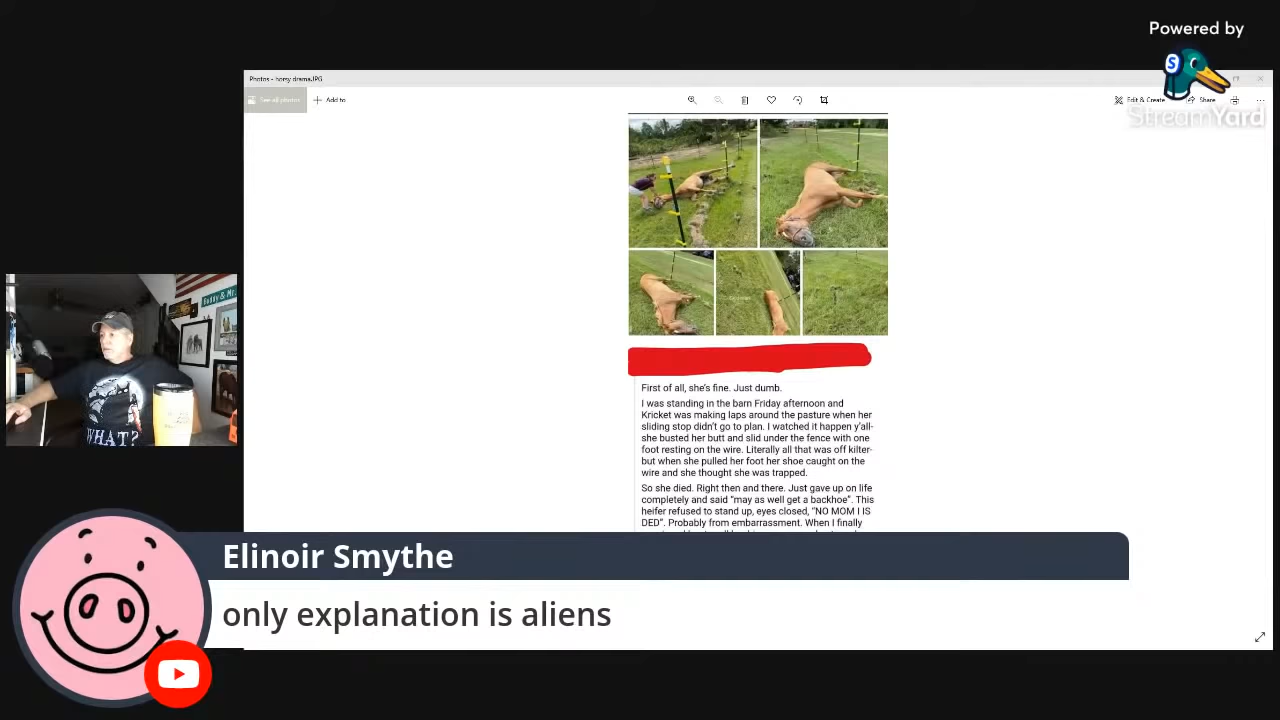 Powered by
StreamYard
Photos - horsy drama.JPG
See all photos
Add to
Edit & Create
Share
Buddy & Mr.
WHAT?
First of all, she's fine. Just dumb.
I was standing in the barn Friday afternoon and
Kricket was making laps around the pasture when her
sliding stop didn't go to plan. I watched it happen y'all-
she busted her butt and slid under the fence with one
foot resting on the wire. Literally all that was off kilter-
but when she pulled her foot her shoe caught on the
wire and she thought she was trapped.
So she died. Right then and there. Just gave up on life
completely and said “may as well get a backhoe”. This
heifer refused to stand up, eyes closed, “NO MOM I IS
DED”. Probably from embarrassment. When I finally
Elinoir Smythe
only explanation is aliens